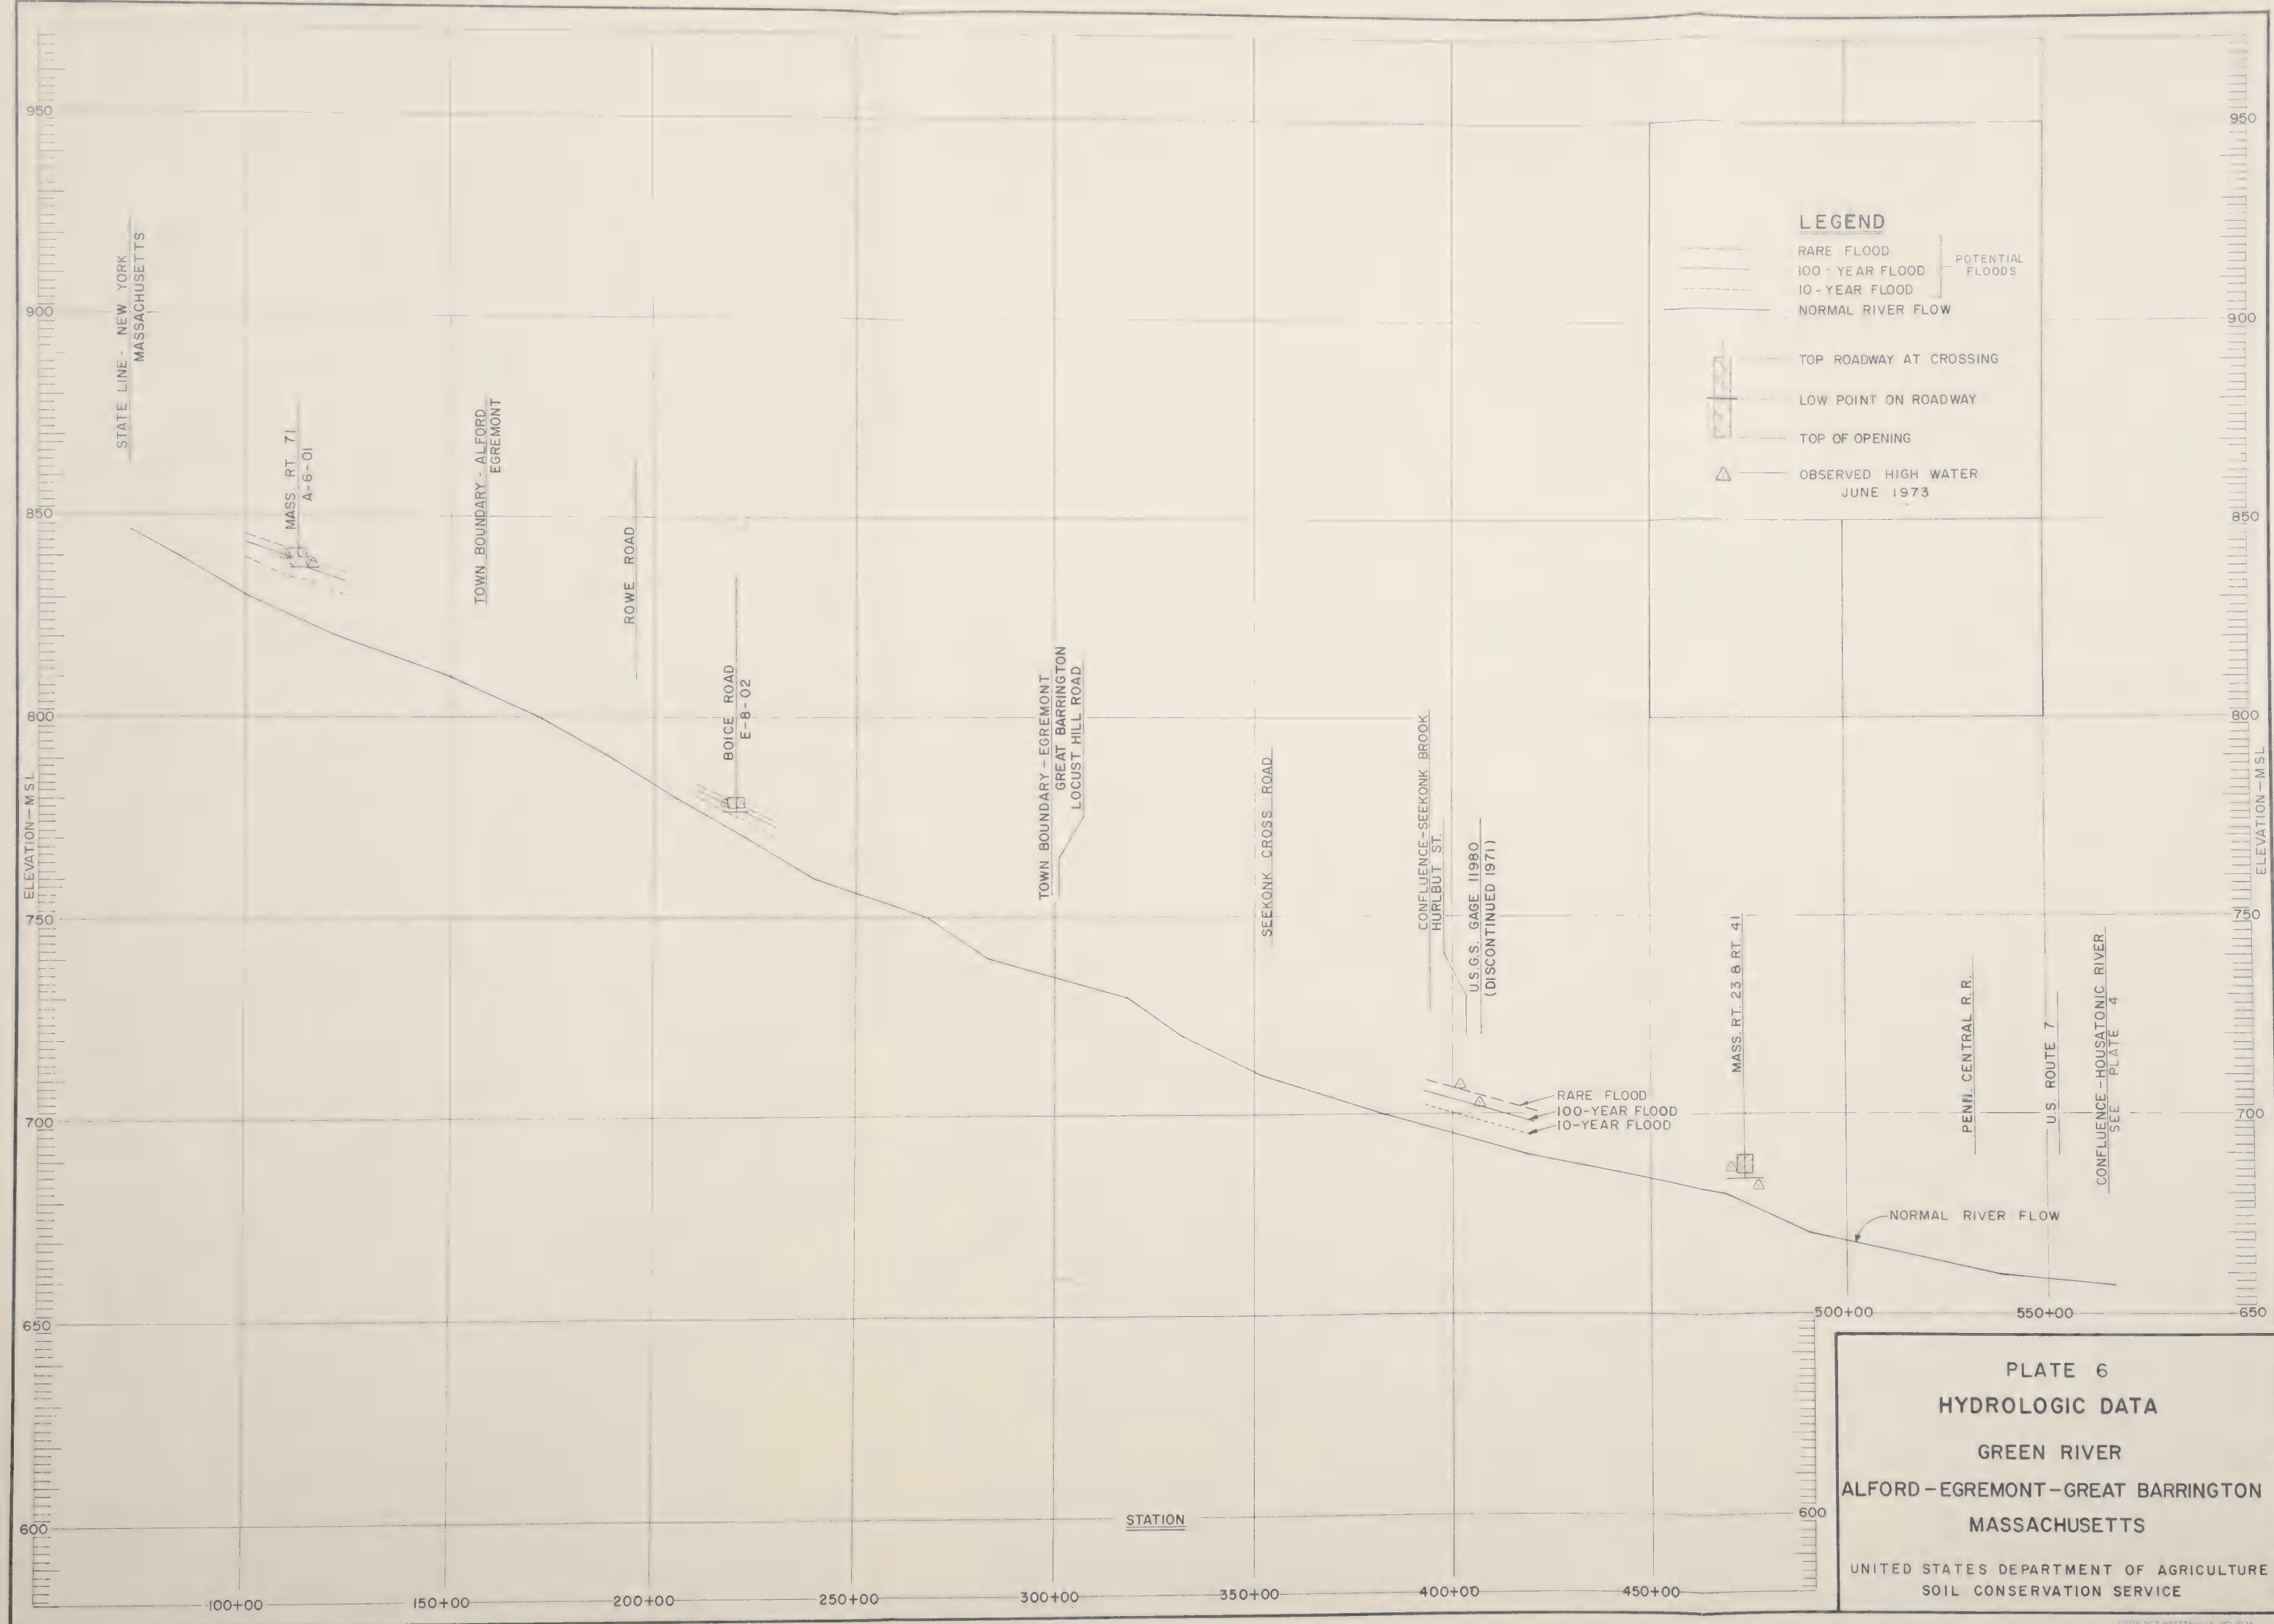 950
900
850
800
750
700
650
600
ELEVATION-MSL
STATE LINE - NEW YORK
MASSACHUSETTS
MASS. RT. 71
A-6-01
TOWN BOUNDARY - ALFORD
EGREMONT
ROWE ROAD
BOICE ROAD
E-8-02
TOWN BOUNDARY - EGREMONT
GREAT BARRINGTON
LOCUST HILL ROAD
SEEKONK CROSS ROAD
CONFLUENCE-SEEKONK BROOK
HURLBUT ST.
U.S.G.S. GAGE 11980
(DISCONTINUED 1971)
RARE FLOOD
100-YEAR FLOOD
10-YEAR FLOOD
MASS. RT. 23 & RT. 41
PENN. CENTRAL R.R.
U.S. ROUTE 7
CONFLUENCE-HOUSATONIC RIVER
SEE PLATE 4
NORMAL RIVER FLOW
LEGEND
RARE FLOOD
100-YEAR FLOOD
10-YEAR FLOOD
POTENTIAL
FLOODS
NORMAL RIVER FLOW
TOP ROADWAY AT CROSSING
LOW POINT ON ROADWAY
TOP OF OPENING
OBSERVED HIGH WATER
JUNE 1973
950
900
850
800
ELEVATION-MSL
750
700
650
600
500+00
550+00
STATION
100+00
150+00
200+00
250+00
300+00
350+00
400+00
450+00
PLATE 6
HYDROLOGIC DATA
GREEN RIVER
ALFORD-EGREMONT-GREAT BARRINGTON
MASSACHUSETTS
UNITED STATES DEPARTMENT OF AGRICULTURE
SOIL CONSERVATION SERVICE